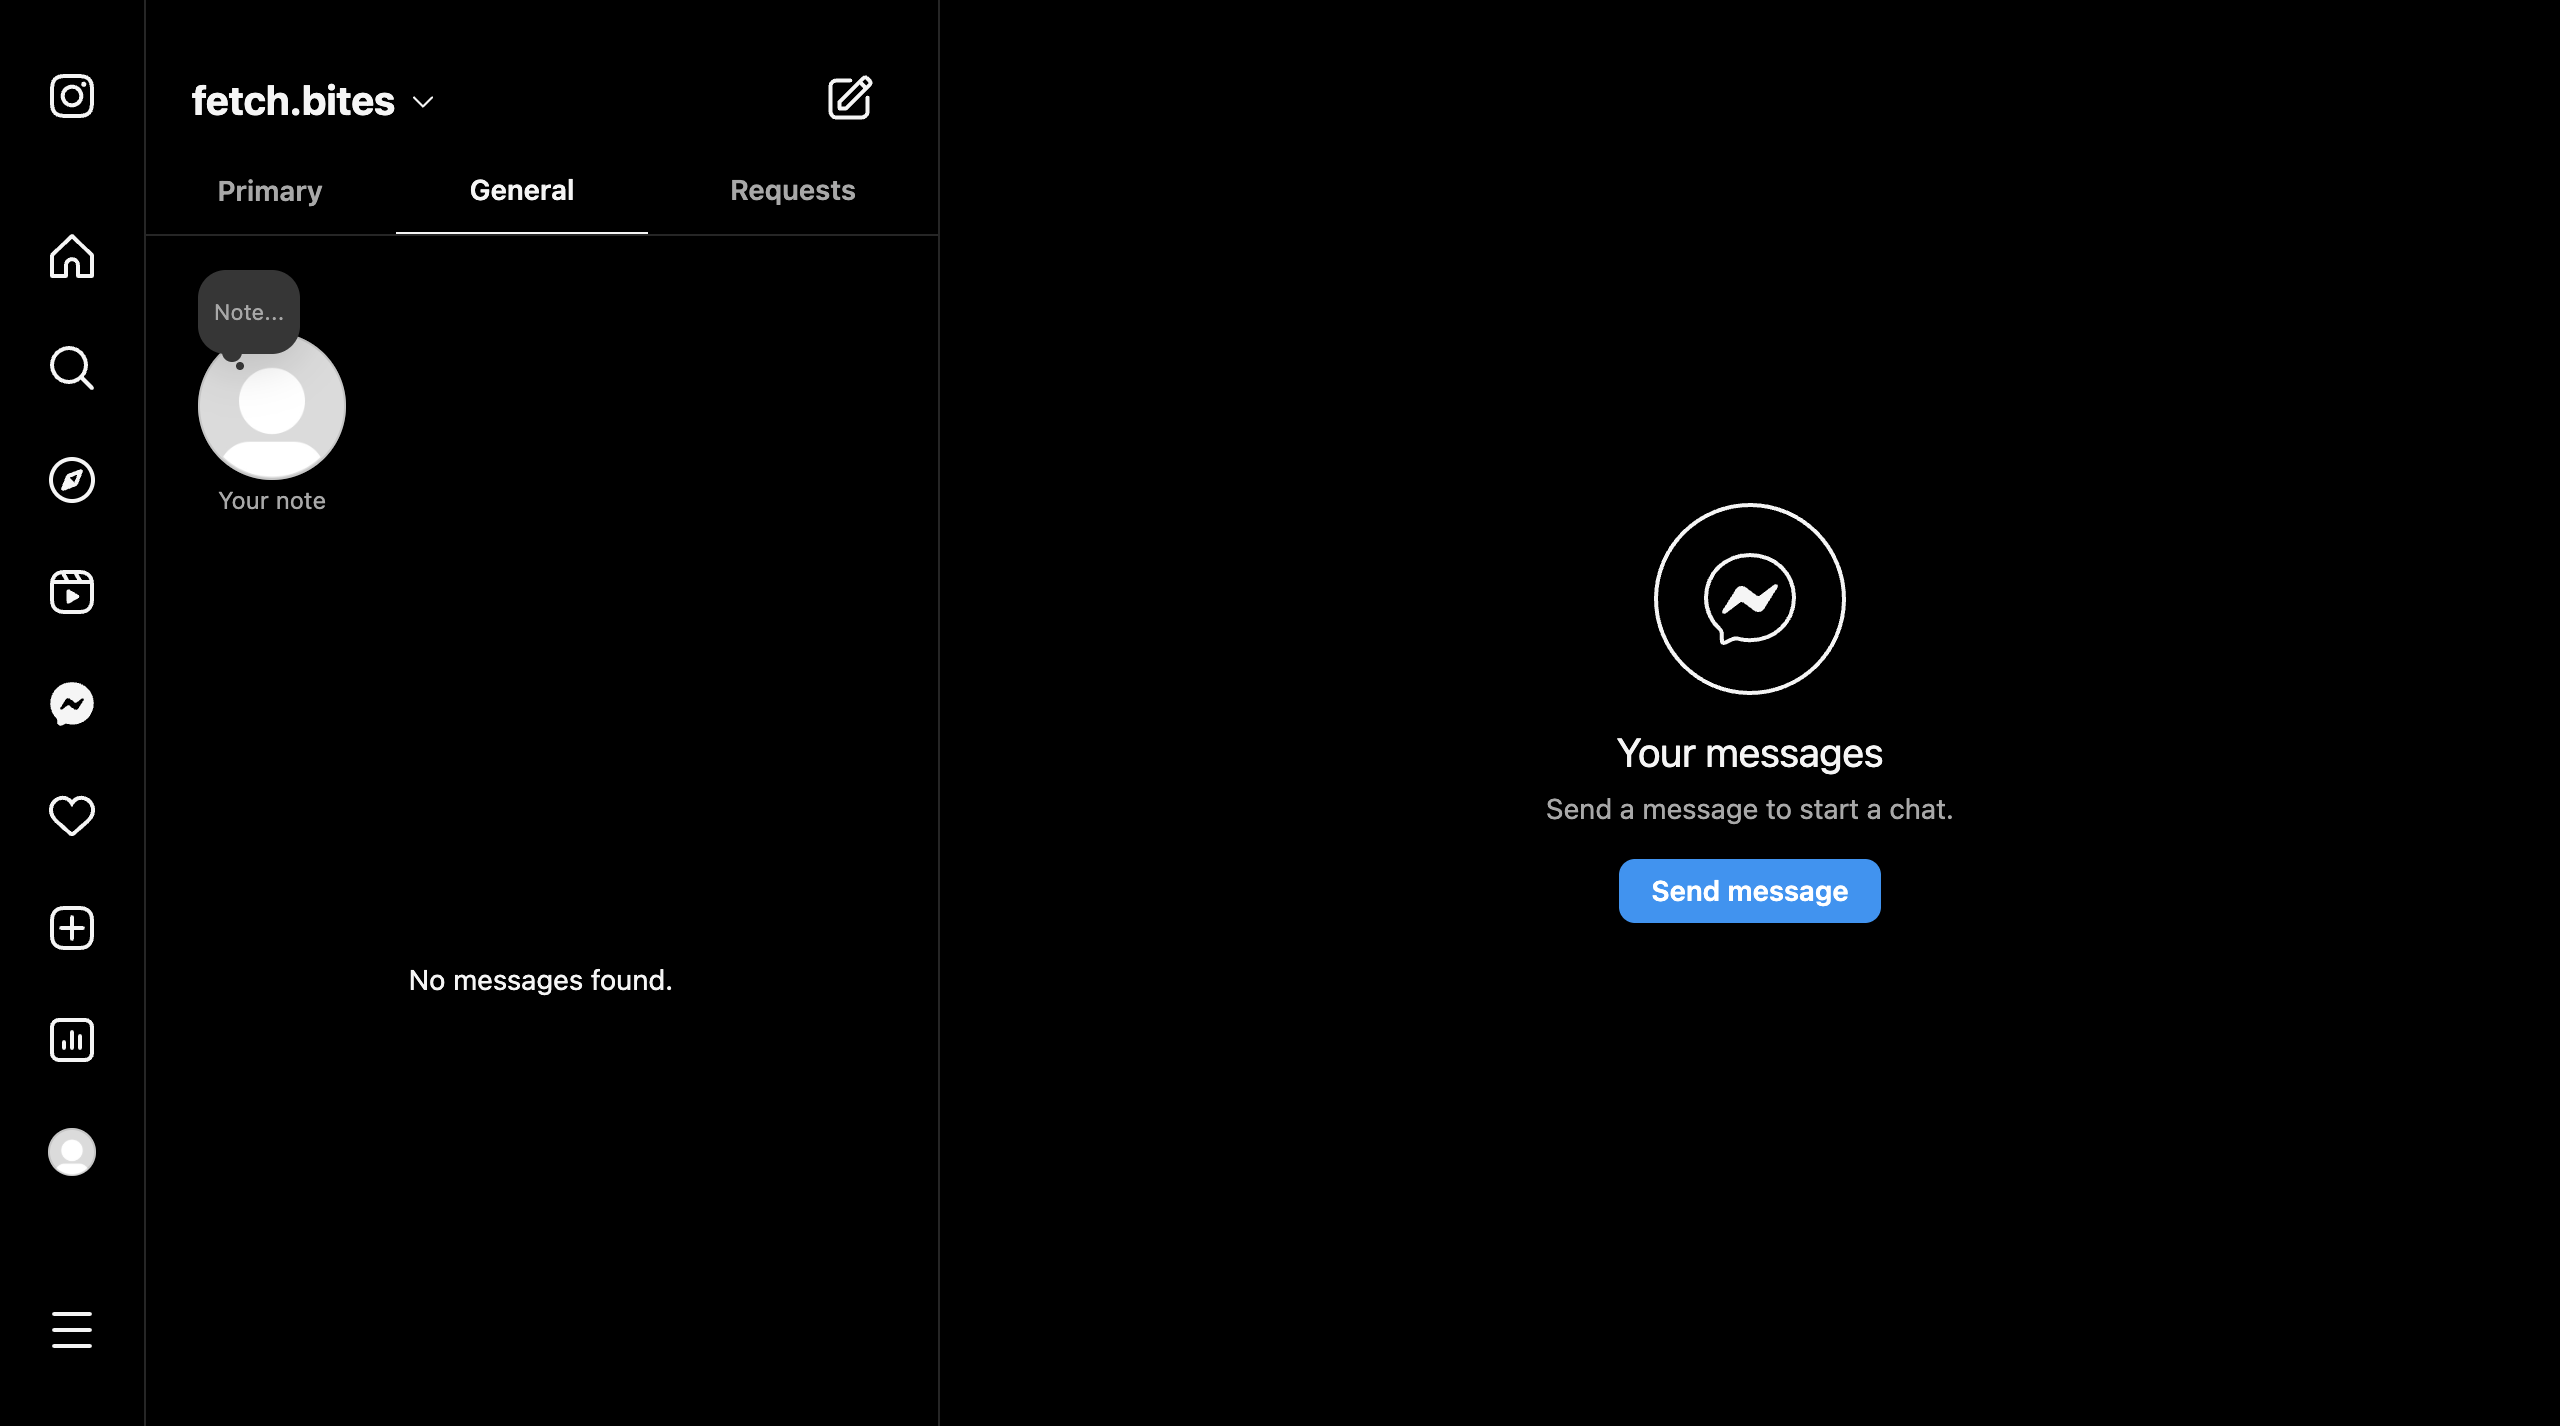 fetch.bites
Primary
General
Requests
Note...
Your note
No messages found.
Your messages
Send a message to start a chat.
Send message